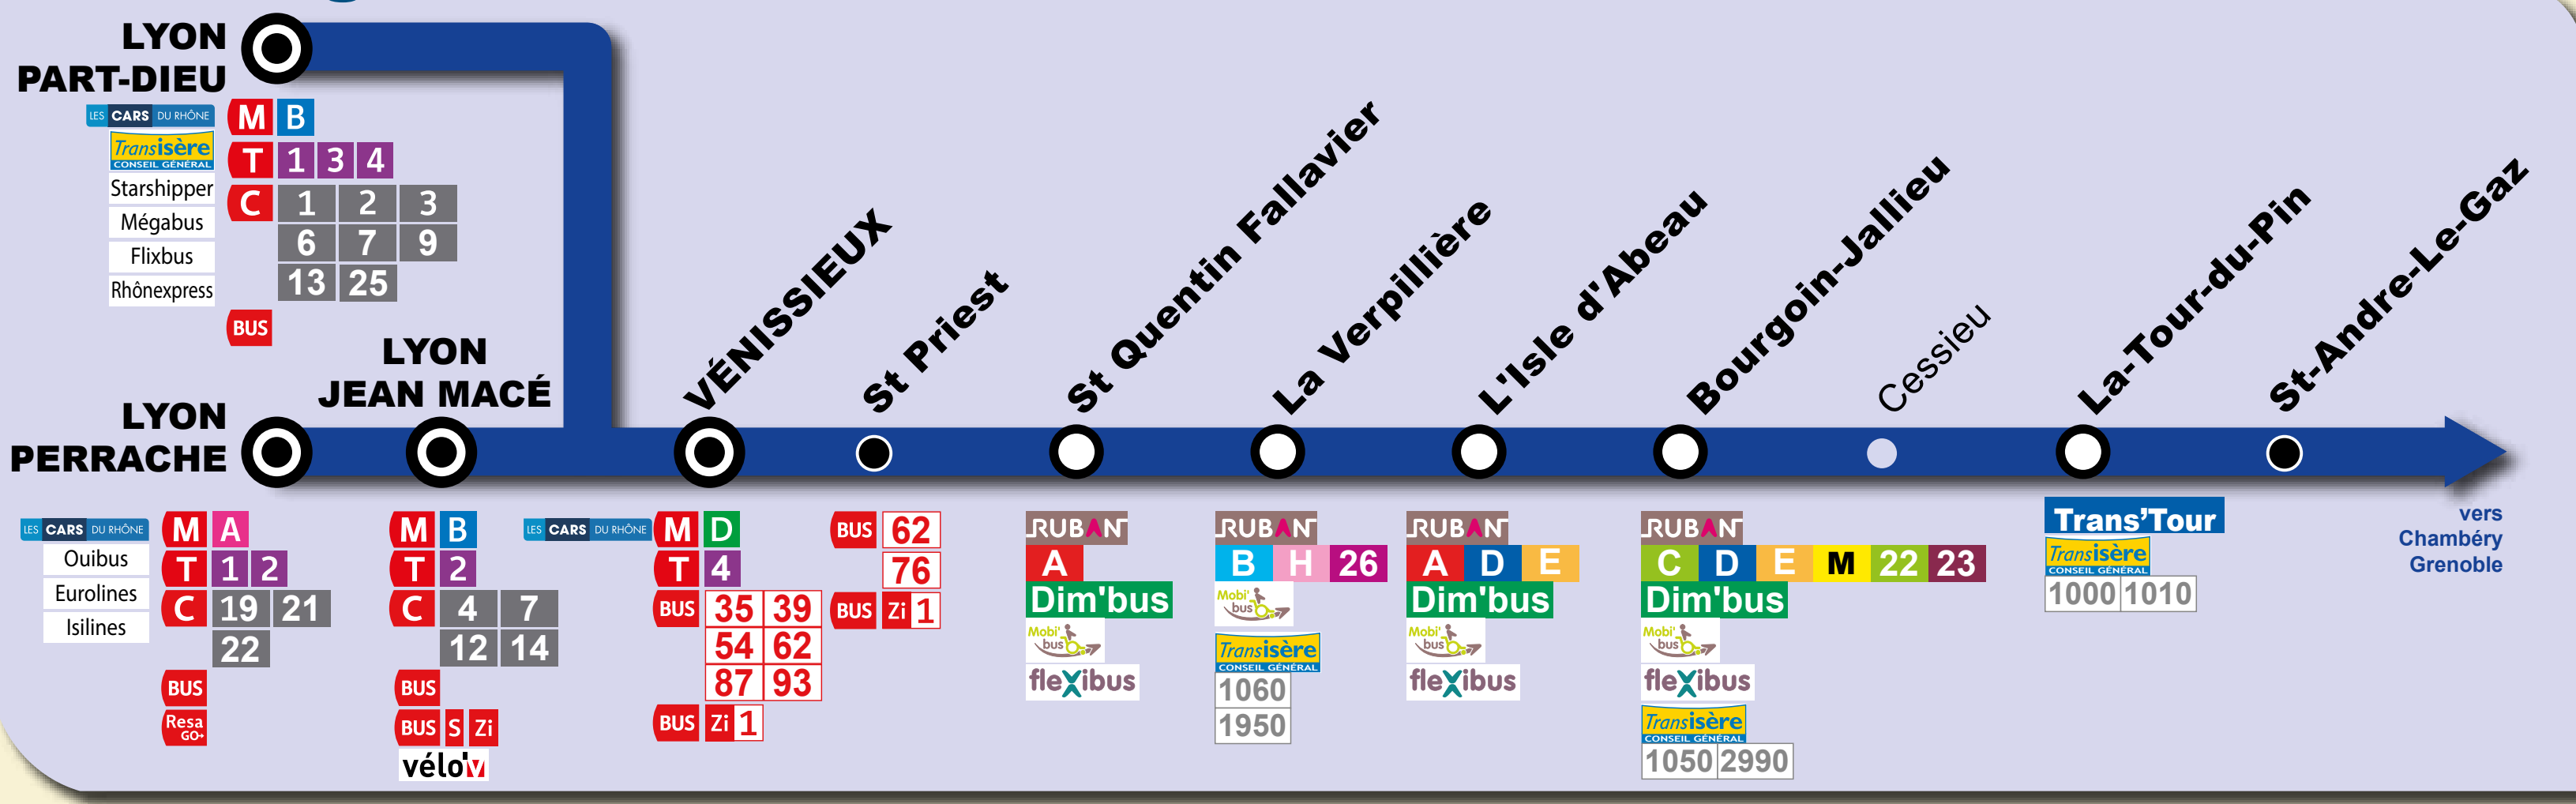 LYON
PART-DIEU
LES CARS DU RHÔNE
M B
Transisère
CONSEIL GÉNÉRAL
T 1 3 4
Starshipper
C 1 2 3
Mégabus
6 7 9
Flixbus
13 25
Rhônexpress
BUS
LYON
JEAN MACÉ
LYON
PERRACHE
VÉNISSIEUX
St Priest
St Quentin Fallavier
La Verpillière
L'Isle d'Abeau
Bourgoin-Jallieu
Cessieu
La-Tour-du-Pin
St-Andre-Le-Gaz
vers
Chambéry
Grenoble
LES CARS DU RHÔNE
Ouibus
Eurolines
Isilines
M A
T 1 2
C 19 21
22
BUS
Resa
GO+
M B
T 2
C 4 7
12 14
BUS
BUS S Zi
vélo'v
LES CARS DU RHÔNE
M D
T 4
BUS 35 39
54 62
87 93
BUS Zi 1
BUS 62
76
BUS Zi 1
RUBAN
A
Dim'bus
Mobi'
bus
flexibus
RUBAN
B H 26
Mobi'
bus
Transisère
CONSEIL GÉNÉRAL
1060
1950
RUBAN
A D E
Dim'bus
Mobi'
bus
flexibus
RUBAN
C D E M 22 23
Dim'bus
Mobi'
bus
flexibus
Transisère
CONSEIL GÉNÉRAL
1050 2990
Trans'Tour
Transisère
CONSEIL GÉNÉRAL
1000 1010